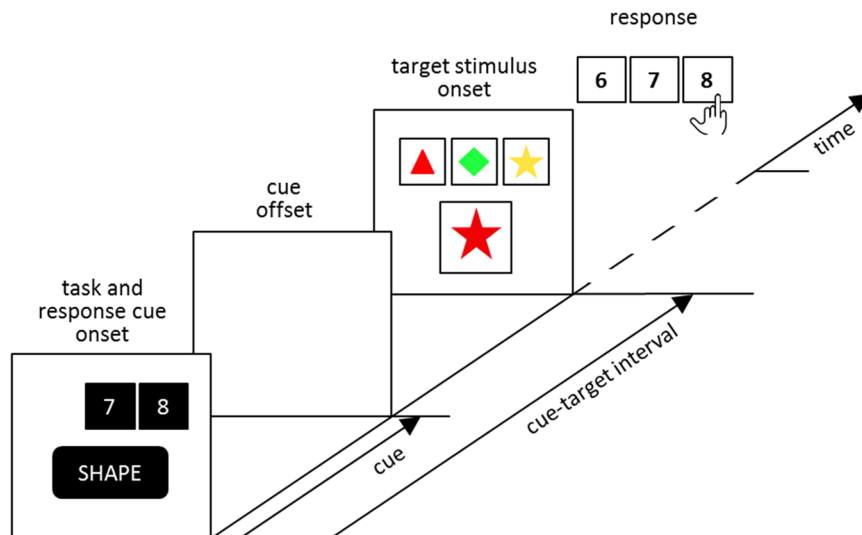 response
6 7 8
target stimulus
onset
time
cue
offset
task and
response cue
onset
cue-target interval
7 8
cue
SHAPE